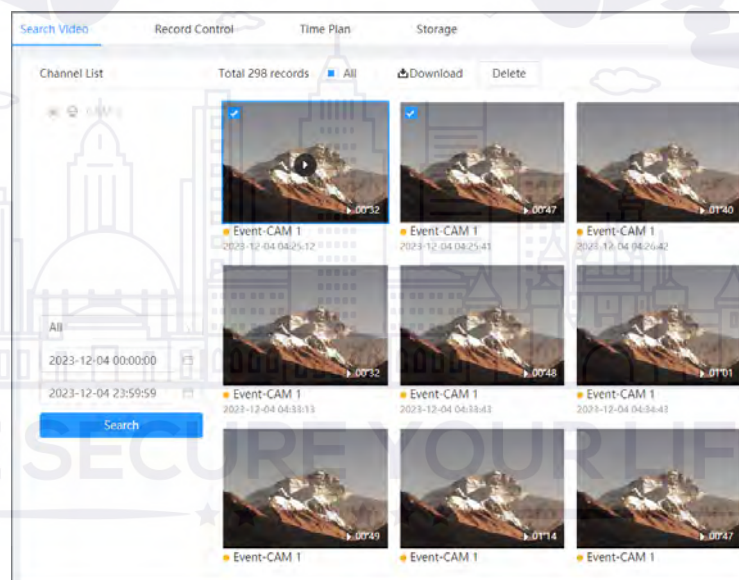 Search Video Record Control Time Plan Storage
Channel List Total 298 records All Download Delete
00:32 00:47 01:40
Event-CAM 1 Event-CAM 1 Event-CAM 1
2023-12-04 04:25:12 2023-12-04 04:25:41 2023-12-04 04:26:42
All
2023-12-04 00:00:00
00:32 00:48 01:01
2023-12-04 23:59:59 Event-CAM 1 Event-CAM 1 Event-CAM 1
2023-12-04 04:33:13 2023-12-04 04:33:43 2023-12-04 04:34:43
Search
SECURE YOUR LIFE
00:49 01:14 00:47
Event-CAM 1 Event-CAM 1 Event-CAM 1